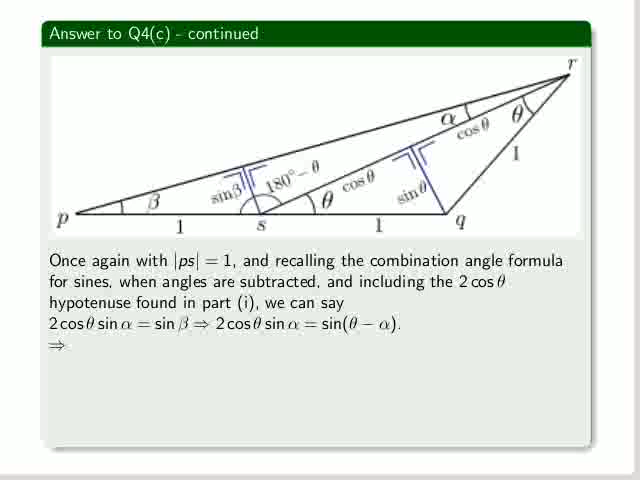 Answer to Q4(c) - continued
r
α
θ
cos θ
1
180° − θ
sin β
cos θ
sin θ
β
θ
p
1
s
1
q
Once again with |ps| = 1, and recalling the combination angle formula
for sines, when angles are subtracted, and including the 2 cos θ
hypotenuse found in part (i), we can say
2 cos θ sin α = sin β ⇒ 2 cos θ sin α = sin(θ − α).
⇒